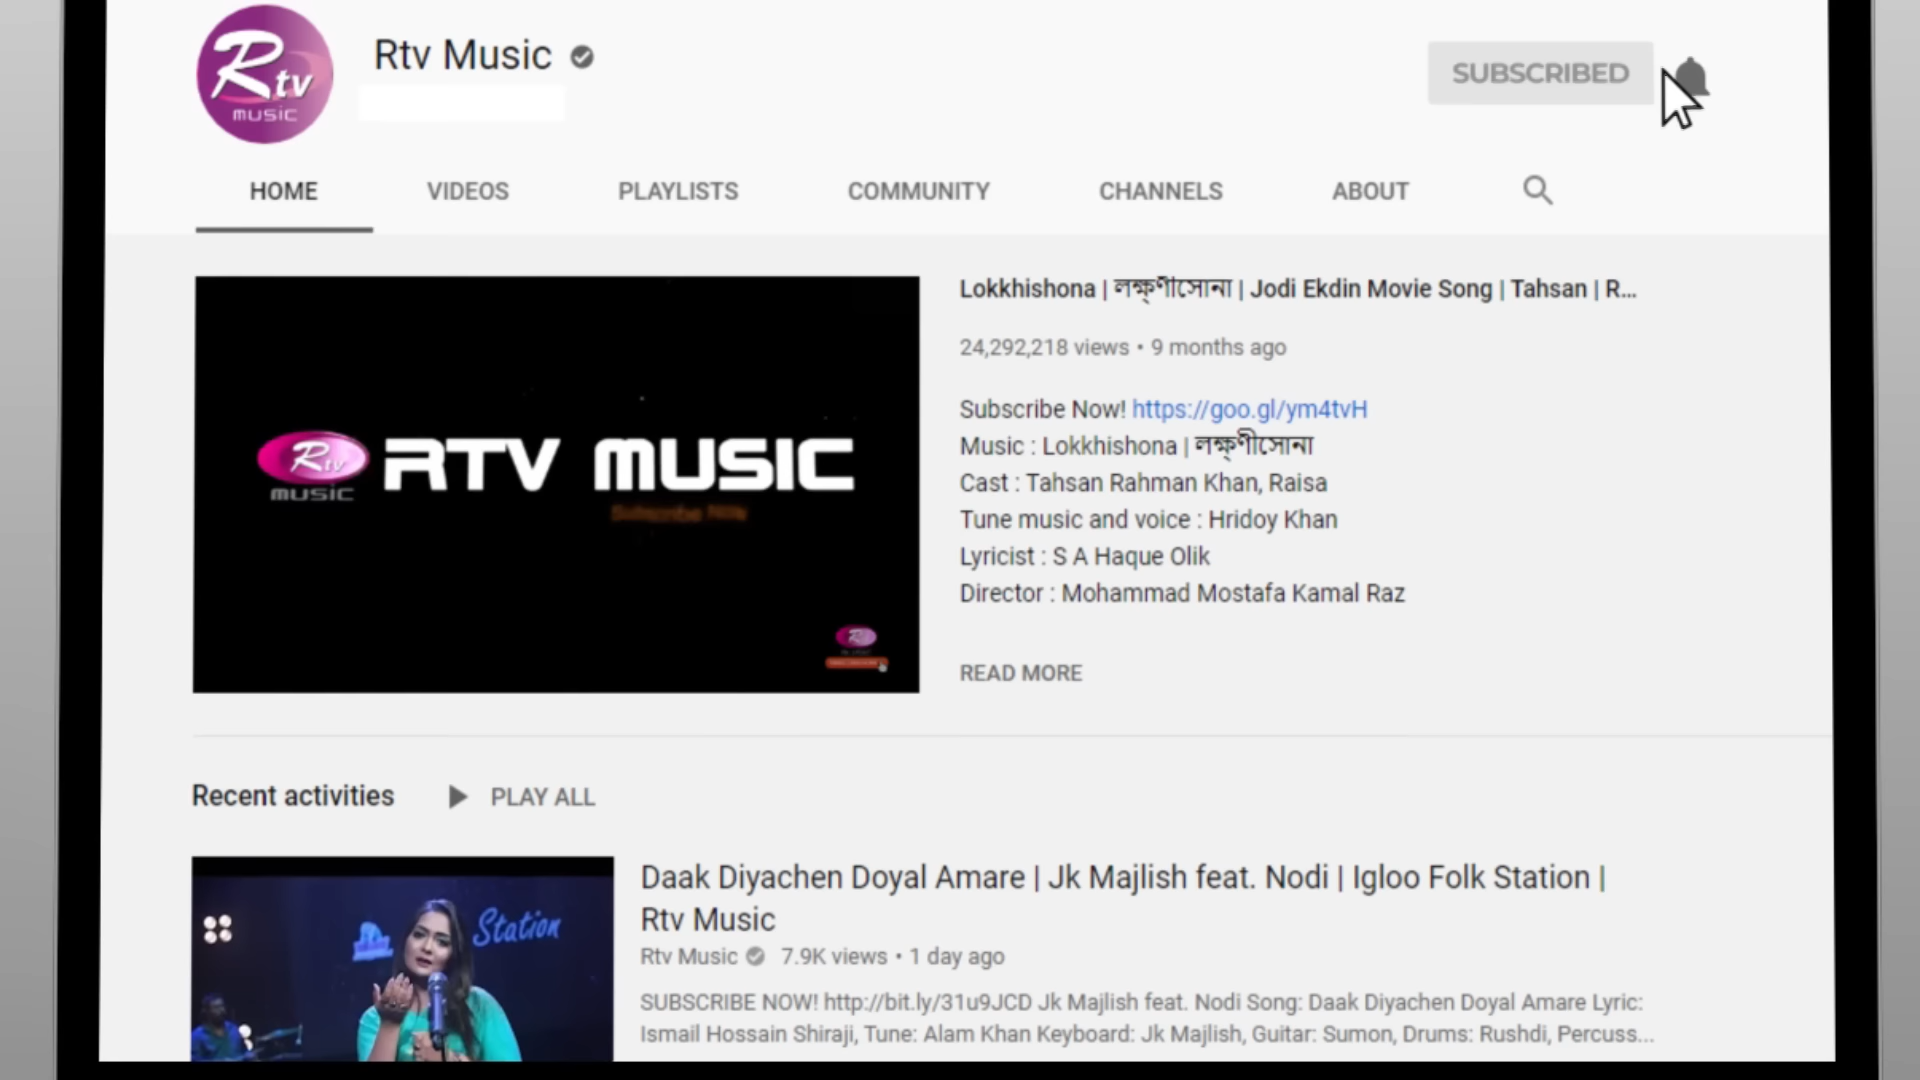 Rtv
MUSIC
Rtv Music
SUBSCRIBED
HOME
VIDEOS
PLAYLISTS
COMMUNITY
CHANNELS
ABOUT
Rtv
MUSIC
RTV MUSIC
Subscribe Now
Rtv
Lokkhishona | লক্ষ্ণীসোনা | Jodi Ekdin Movie Song | Tahsan | R...
24,292,218 views • 9 months ago
Subscribe Now! https://goo.gl/ym4tvH
Music : Lokkhishona | লক্ষ্ণীসোনা
Cast : Tahsan Rahman Khan, Raisa
Tune music and voice : Hridoy Khan
Lyricist : S A Haque Olik
Director : Mohammad Mostafa Kamal Raz
READ MORE
Recent activities
PLAY ALL
Station
Daak Diyachen Doyal Amare | Jk Majlish feat. Nodi | Igloo Folk Station |
Rtv Music
Rtv Music 7.9K views • 1 day ago
SUBSCRIBE NOW! http://bit.ly/31u9JCD Jk Majlish feat. Nodi Song: Daak Diyachen Doyal Amare Lyric:
Ismail Hossain Shiraji, Tune: Alam Khan Keyboard: Jk Majlish, Guitar: Sumon, Drums: Rushdi, Percuss...